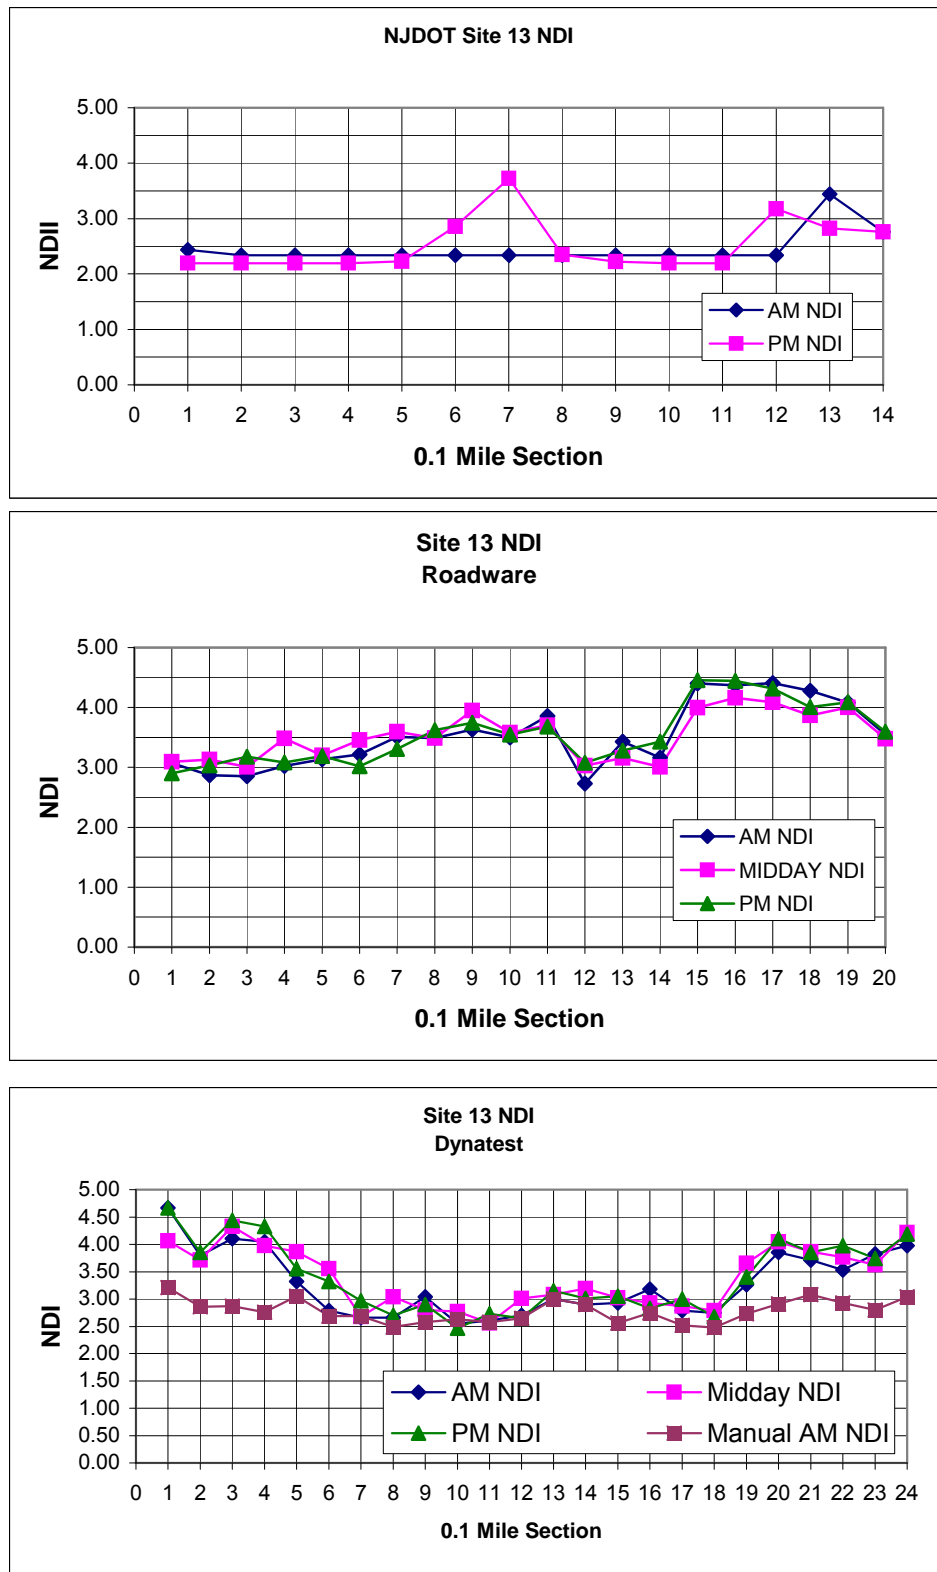 NJDOT Site 13 NDI
5.00
4.00
3.00
2.00
1.00
0.00
NDII
AM NDI
PM NDI
0 1 2 3 4 5 6 7 8 9 10 11 12 13 14
0.1 Mile Section
Site 13 NDI
Roadware
5.00
4.00
3.00
2.00
1.00
0.00
NDI
AM NDI
MIDDAY NDI
PM NDI
1 2 3 4 5 6 7 8 9 10 11 12 13 14 15 16 17 18 19 20
0.1 Mile Section
Site 13 NDI
Dynatest
5.00
4.50
4.00
3.50
3.00
2.50
2.00
1.50
1.00
0.50
0.00
NDI
AM NDI Midday NDI
PM NDI Manual AM NDI
0 1 2 3 4 5 6 7 8 9 10 11 12 13 14 15 16 17 18 19 20 21 22 23 24
0.1 Mile Section